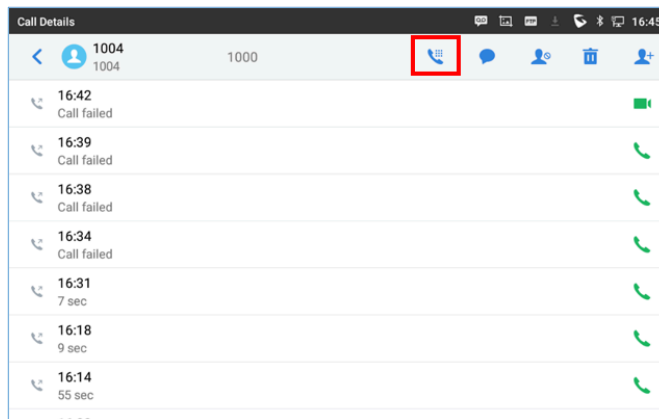 Call Details
16:45
1004
1004
1000
16:42
Call failed
16:39
Call failed
16:38
Call failed
16:34
Call failed
16:31
7 sec
16:18
9 sec
16:14
55 sec